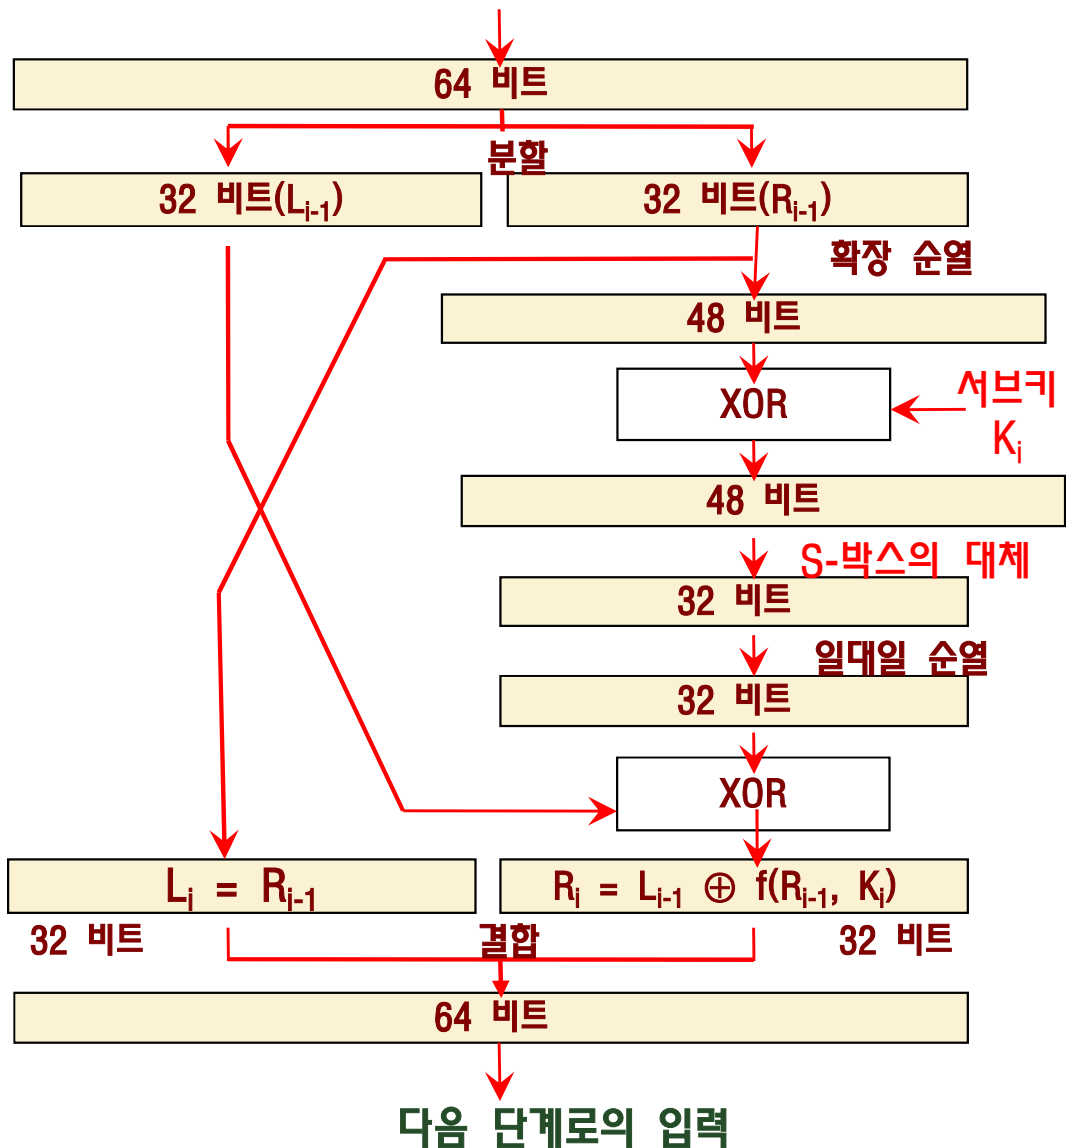 64 비트
분할
32 비트(Li-1)
32 비트(Ri-1)
확장 순열
48 비트
XOR
서브키
Ki
48 비트
S-박스의 대체
32 비트
일대일 순열
32 비트
XOR
Li = Ri-1
Ri = Li-1 ⊕ f(Ri-1, Ki)
32 비트
결합
32 비트
64 비트
다음 단계로의 입력